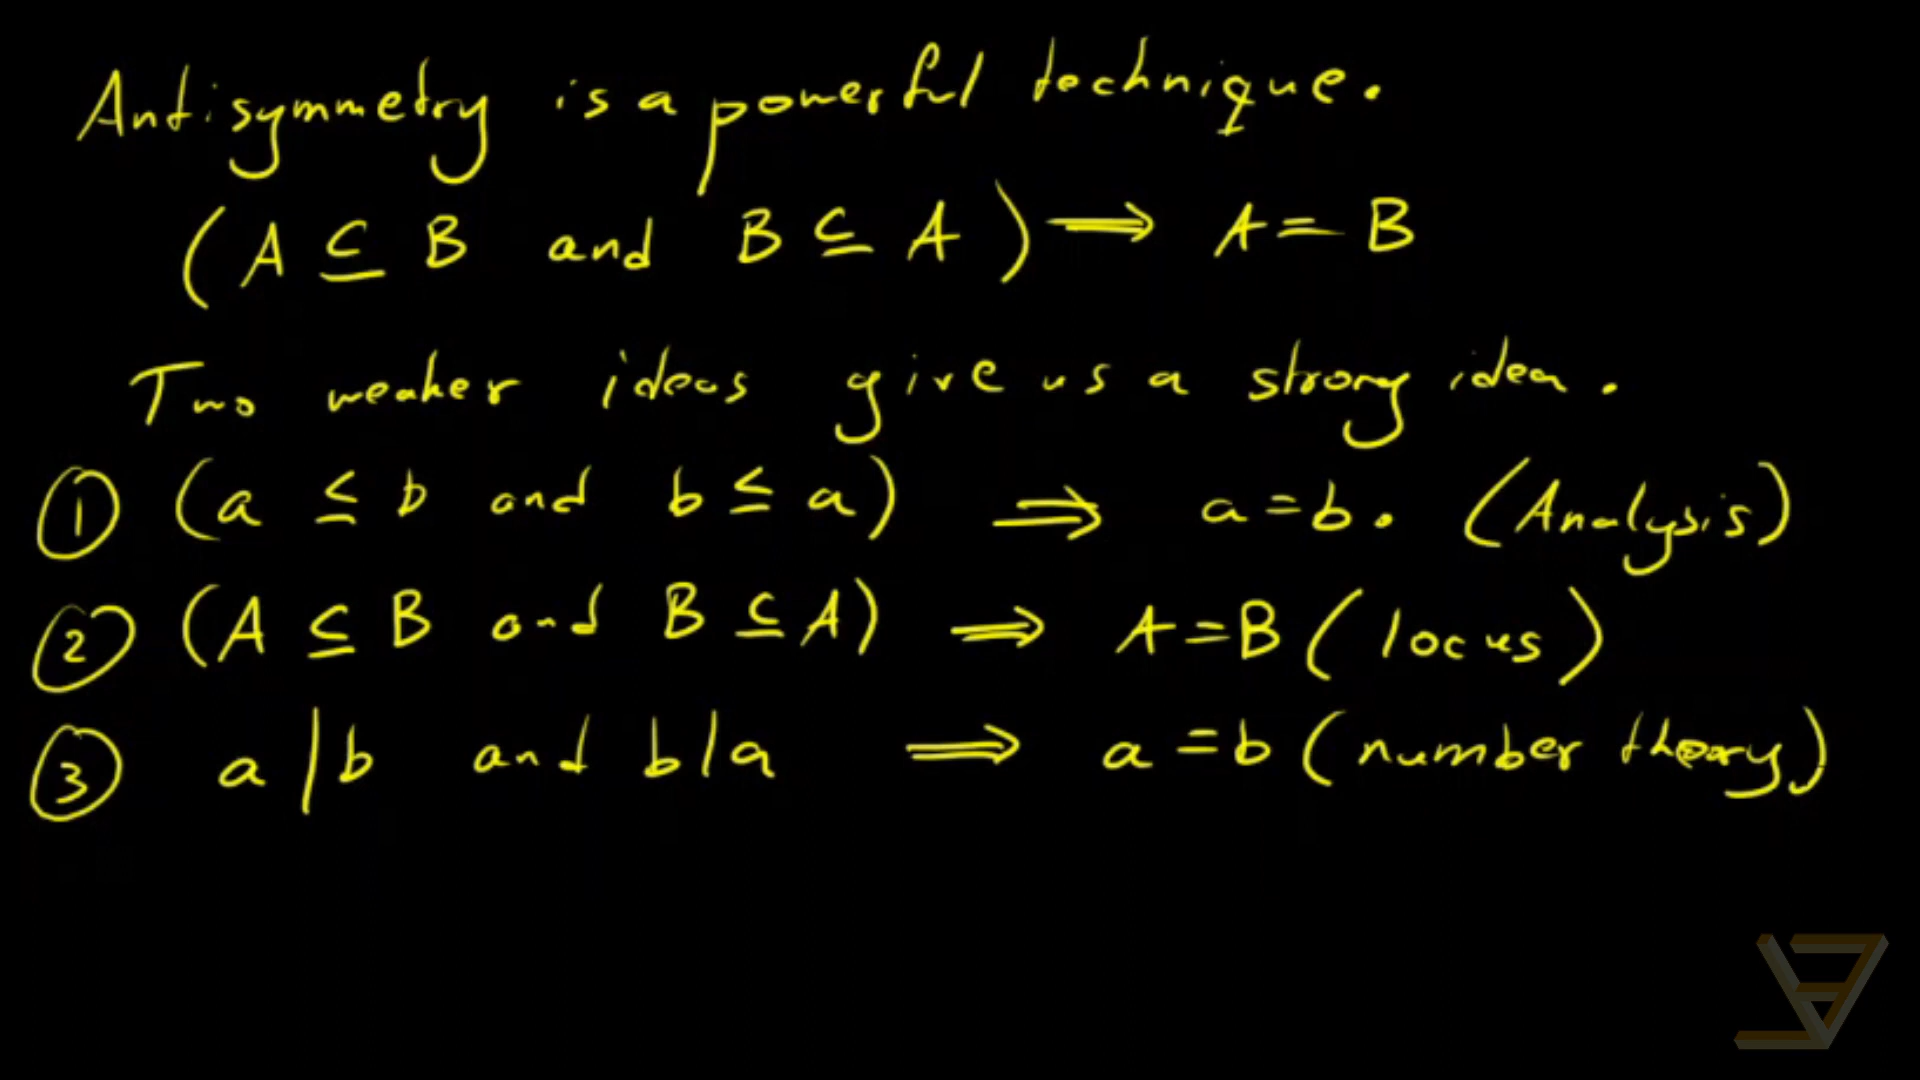 Antisymmetry is a powerful technique.
(A ⊆ B and B ⊆ A) ⟹ A = B
Two weaker ideas give us a strong idea.
① (a ≤ b and b ≤ a) ⟹ a = b. (Analysis)
② (A ⊆ B and B ⊆ A) ⟹ A = B (locus)
③ a | b and b | a ⟹ a = b (number theory)